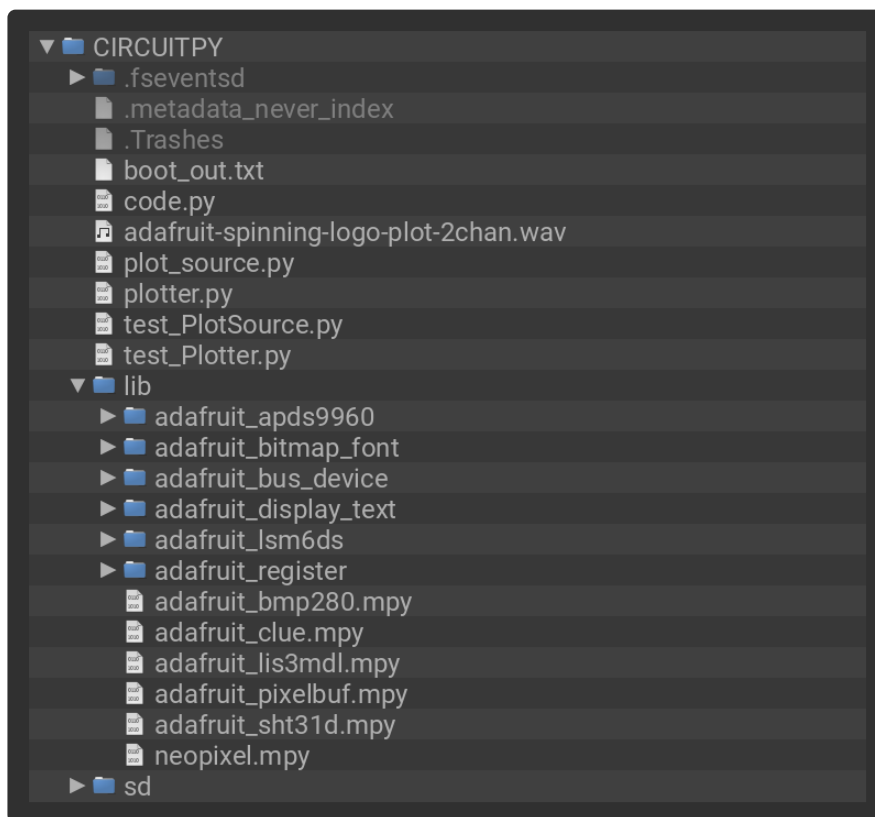 CIRCUITPY
.fseventsd
.metadata_never_index
.Trashes
boot_out.txt
code.py
adafruit-spinning-logo-plot-2chan.wav
plot_source.py
plotter.py
test_PlotSource.py
test_Plotter.py
lib
adafruit_apds9960
adafruit_bitmap_font
adafruit_bus_device
adafruit_display_text
adafruit_lsm6ds
adafruit_register
adafruit_bmp280.mpy
adafruit_clue.mpy
adafruit_lis3mdl.mpy
adafruit_pixelbuf.mpy
adafruit_sht31d.mpy
neopixel.mpy
sd